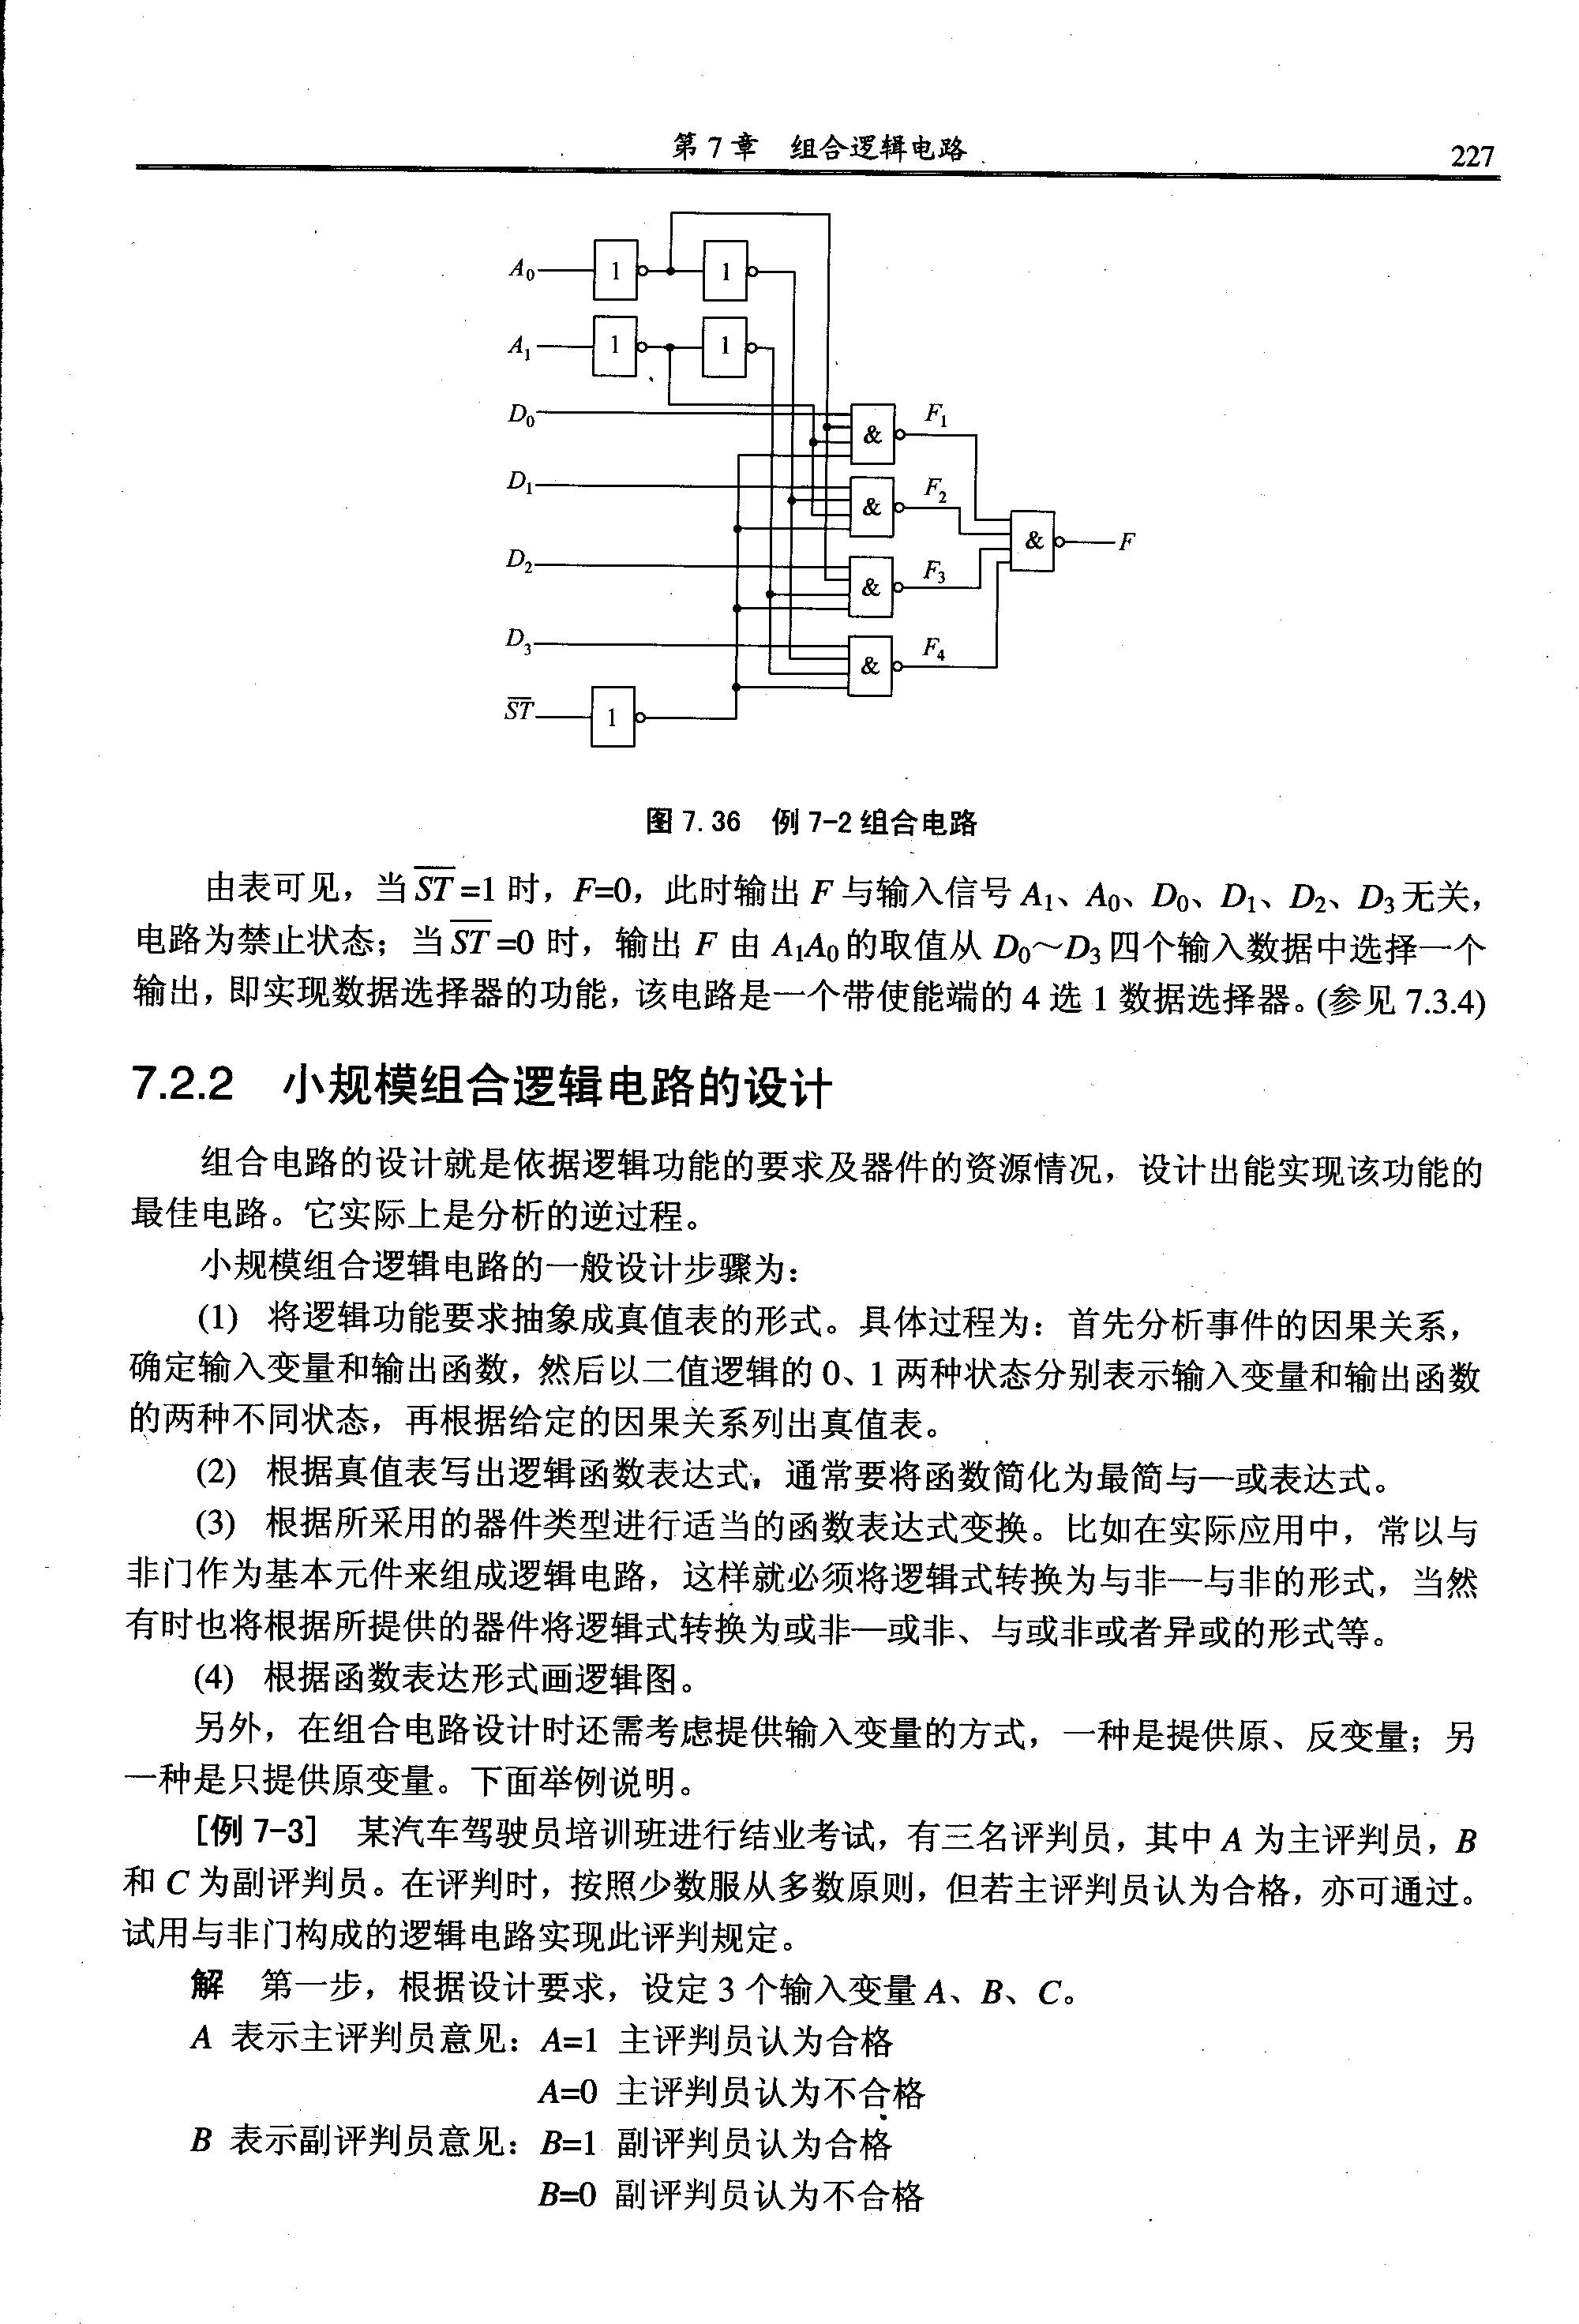 第7章 组合逻辑电路 227
A₀ 1 1
A₁ 1 1
D₀ & F₁
D₁ & F₂
& F
D₂ & F₃
D₃ & F₄
S̅T̅ 1
图 7.36 例 7-2 组合电路
由表可见，当 S̅T̅=1 时，F=0，此时输出 F 与输入信号 A₁、A₀、D₀、D₁、D₂、D₃无关，
电路为禁止状态；当 S̅T̅=0 时，输出 F 由 A₁A₀的取值从 D₀～D₃四个输入数据中选择一个
输出，即实现数据选择器的功能，该电路是一个带使能端的 4 选 1 数据选择器。(参见 7.3.4)
7.2.2 小规模组合逻辑电路的设计
组合电路的设计就是依据逻辑功能的要求及器件的资源情况，设计出能实现该功能的
最佳电路。它实际上是分析的逆过程。
小规模组合逻辑电路的一般设计步骤为：
(1) 将逻辑功能要求抽象成真值表的形式。具体过程为：首先分析事件的因果关系，
确定输入变量和输出函数，然后以二值逻辑的 0、1 两种状态分别表示输入变量和输出函数
的两种不同状态，再根据给定的因果关系列出真值表。
(2) 根据真值表写出逻辑函数表达式，通常要将函数简化为最简与—或表达式。
(3) 根据所采用的器件类型进行适当的函数表达式变换。比如在实际应用中，常以与
非门作为基本元件来组成逻辑电路，这样就必须将逻辑式转换为与非—与非的形式，当然
有时也将根据所提供的器件将逻辑式转换为或非—或非、与或非或者异或的形式等。
(4) 根据函数表达形式画逻辑图。
另外，在组合电路设计时还需考虑提供输入变量的方式，一种是提供原、反变量；另
一种是只提供原变量。下面举例说明。
[例 7-3] 某汽车驾驶员培训班进行结业考试，有三名评判员，其中 A 为主评判员，B
和 C 为副评判员。在评判时，按照少数服从多数原则，但若主评判员认为合格，亦可通过。
试用与非门构成的逻辑电路实现此评判规定。
解 第一步，根据设计要求，设定 3 个输入变量 A、B、C。
A 表示主评判员意见：A=1 主评判员认为合格
A=0 主评判员认为不合格
B 表示副评判员意见：B=1 副评判员认为合格
B=0 副评判员认为不合格